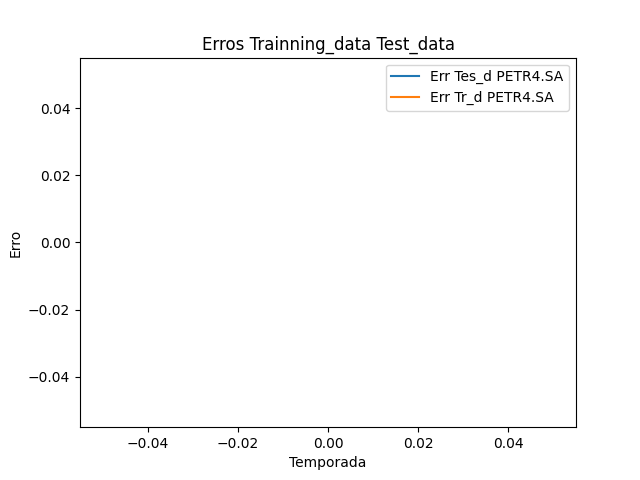 Erros Trainning_data Test_data
Err Tes_d PETR4.SA
Err Tr_d PETR4.SA
0.04
0.02
0.00
−0.02
−0.04
Erro
−0.04
−0.02
0.00
0.02
0.04
Temporada